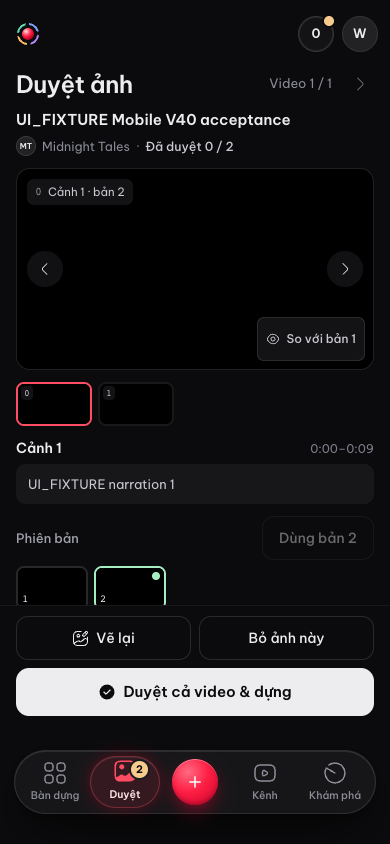 0 W
Duyệt ảnh Video 1 / 1
UI_FIXTURE Mobile V40 acceptance
MT Midnight Tales · Đã duyệt 0 / 2
0 Cảnh 1 · bản 2
So với bản 1
0 1
Cảnh 1 0:00–0:09
UI_FIXTURE narration 1
Phiên bản Dùng bản 2
1 2
Vẽ lại Bỏ ảnh này
Duyệt cả video & dựng
2
Bàn dựng Duyệt Kênh Khám phá